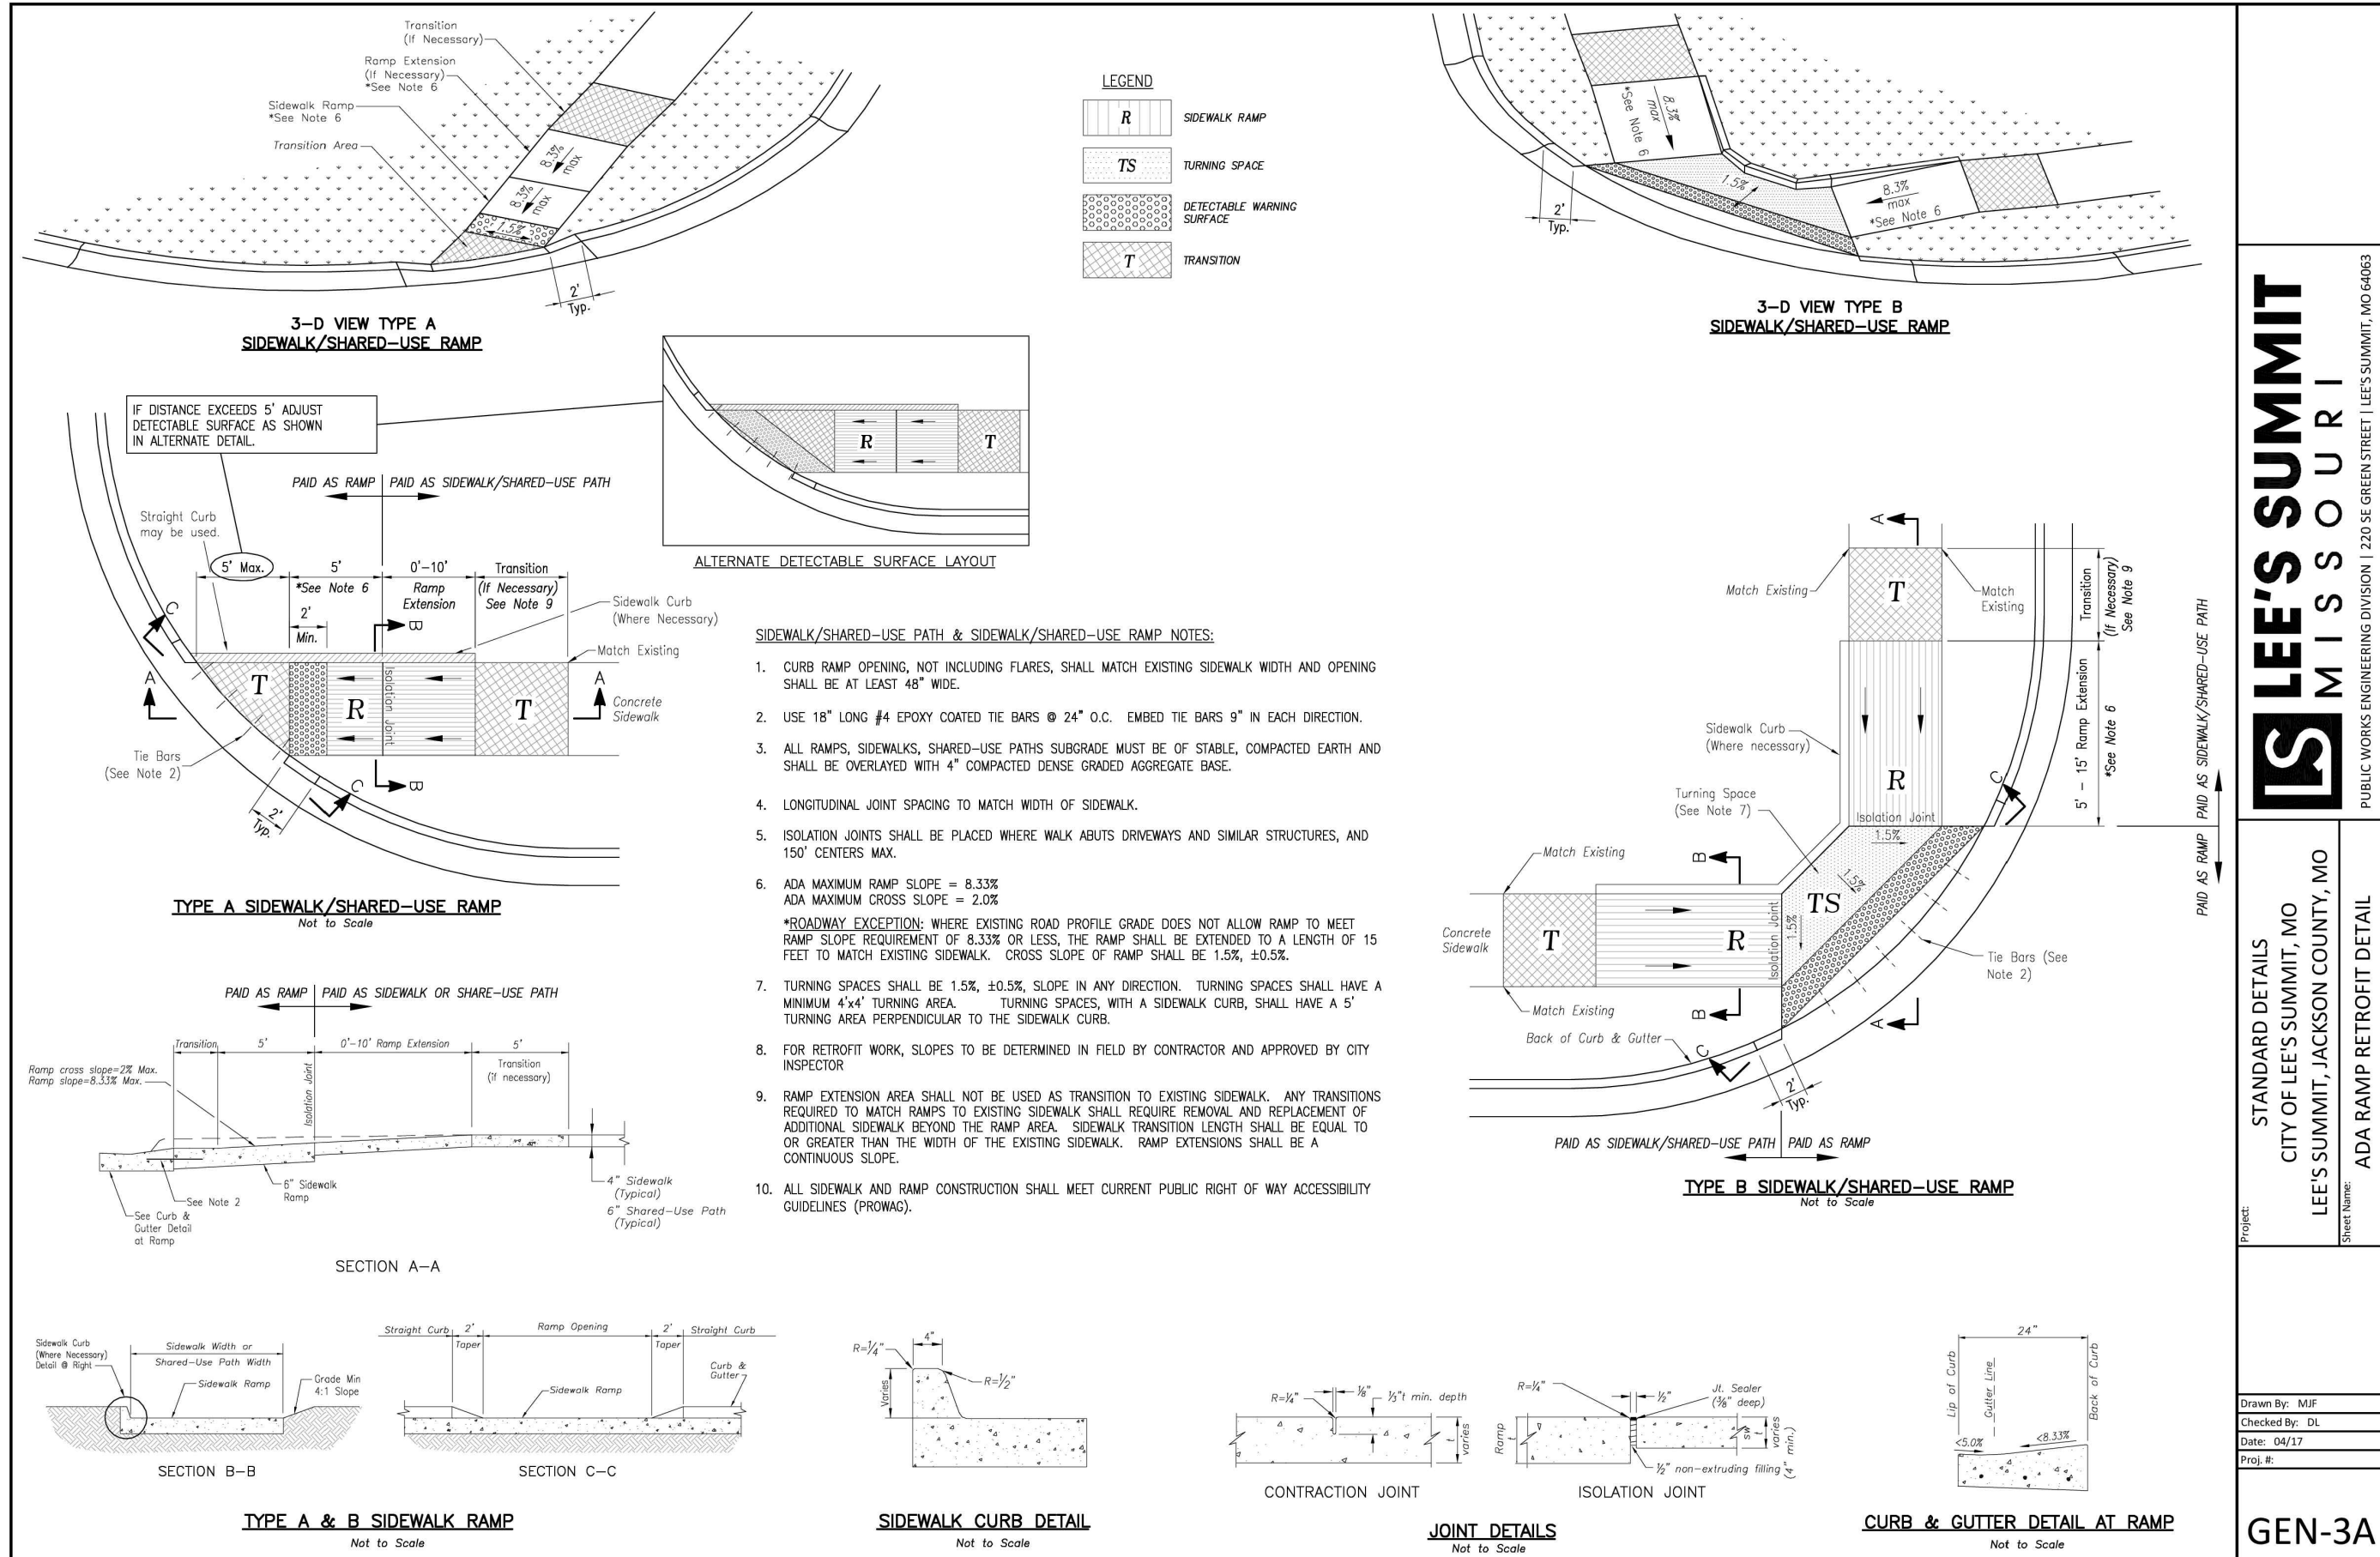 Transition
(If Necessary)
Ramp Extension
(If Necessary)
*See Note 6
Sidewalk Ramp
*See Note 6
Transition Area
8.3%
max
8.3%
max
1.5%
2'
Typ.
3-D VIEW TYPE A
SIDEWALK/SHARED-USE RAMP
LEGEND
R
SIDEWALK RAMP
TS
TURNING SPACE
DETECTABLE WARNING
SURFACE
T
TRANSITION
*See Note 6
8.3%
max
1.5%
8.3%
max
*See Note 6
2'
Typ.
3-D VIEW TYPE B
SIDEWALK/SHARED-USE RAMP
IF DISTANCE EXCEEDS 5' ADJUST
DETECTABLE SURFACE AS SHOWN
IN ALTERNATE DETAIL.
R
T
ALTERNATE DETECTABLE SURFACE LAYOUT
PAID AS RAMP
PAID AS SIDEWALK/SHARED-USE PATH
Straight Curb
may be used.
5' Max.
5'
*See Note 6
2'
Min.
0'-10'
Ramp
Extension
Transition
(If Necessary)
See Note 9
Sidewalk Curb
(Where Necessary)
Match Existing
C
B
A
A
T
R
Isolation Joint
T
Concrete
Sidewalk
Tie Bars
(See Note 2)
C
B
2'
Typ.
TYPE A SIDEWALK/SHARED-USE RAMP
Not to Scale
PAID AS RAMP
PAID AS SIDEWALK OR SHARE-USE PATH
Transition
5'
0'-10' Ramp Extension
5'
Transition
(if necessary)
Ramp cross slope=2% Max.
Ramp slope=8.33% Max.
Isolation Joint
See Note 2
6" Sidewalk
Ramp
See Curb &
Gutter Detail
at Ramp
4" Sidewalk
(Typical)
6" Shared-Use Path
(Typical)
SECTION A-A
SIDEWALK/SHARED-USE PATH & SIDEWALK/SHARED-USE RAMP NOTES:
1. CURB RAMP OPENING, NOT INCLUDING FLARES, SHALL MATCH EXISTING SIDEWALK WIDTH AND OPENING
SHALL BE AT LEAST 48" WIDE.
2. USE 18" LONG #4 EPOXY COATED TIE BARS @ 24" O.C. EMBED TIE BARS 9" IN EACH DIRECTION.
3. ALL RAMPS, SIDEWALKS, SHARED-USE PATHS SUBGRADE MUST BE OF STABLE, COMPACTED EARTH AND
SHALL BE OVERLAYED WITH 4" COMPACTED DENSE GRADED AGGREGATE BASE.
4. LONGITUDINAL JOINT SPACING TO MATCH WIDTH OF SIDEWALK.
5. ISOLATION JOINTS SHALL BE PLACED WHERE WALK ABUTS DRIVEWAYS AND SIMILAR STRUCTURES, AND
150' CENTERS MAX.
6. ADA MAXIMUM RAMP SLOPE = 8.33%
ADA MAXIMUM CROSS SLOPE = 2.0%
*ROADWAY EXCEPTION: WHERE EXISTING ROAD PROFILE GRADE DOES NOT ALLOW RAMP TO MEET
RAMP SLOPE REQUIREMENT OF 8.33% OR LESS, THE RAMP SHALL BE EXTENDED TO A LENGTH OF 15
FEET TO MATCH EXISTING SIDEWALK. CROSS SLOPE OF RAMP SHALL BE 1.5%, ±0.5%.
7. TURNING SPACES SHALL BE 1.5%, ±0.5%, SLOPE IN ANY DIRECTION. TURNING SPACES SHALL HAVE A
MINIMUM 4'x4' TURNING AREA. TURNING SPACES, WITH A SIDEWALK CURB, SHALL HAVE A 5'
TURNING AREA PERPENDICULAR TO THE SIDEWALK CURB.
8. FOR RETROFIT WORK, SLOPES TO BE DETERMINED IN FIELD BY CONTRACTOR AND APPROVED BY CITY
INSPECTOR
9. RAMP EXTENSION AREA SHALL NOT BE USED AS TRANSITION TO EXISTING SIDEWALK. ANY TRANSITIONS
REQUIRED TO MATCH RAMPS TO EXISTING SIDEWALK SHALL REQUIRE REMOVAL AND REPLACEMENT OF
ADDITIONAL SIDEWALK BEYOND THE RAMP AREA. SIDEWALK TRANSITION LENGTH SHALL BE EQUAL TO
OR GREATER THAN THE WIDTH OF THE EXISTING SIDEWALK. RAMP EXTENSIONS SHALL BE A
CONTINUOUS SLOPE.
10. ALL SIDEWALK AND RAMP CONSTRUCTION SHALL MEET CURRENT PUBLIC RIGHT OF WAY ACCESSIBILITY
GUIDELINES (PROWAG).
A
Match Existing
T
Match
Existing
Transition
(If Necessary)
See Note 9
Sidewalk Curb
(Where necessary)
R
5' - 15' Ramp Extension
*See Note 6
PAID AS SIDEWALK/SHARED-USE PATH
PAID AS RAMP
C
Turning Space
(See Note 7)
Isolation Joint
1.5%
1.5%
TS
1.5%
Match Existing
B
Concrete
Sidewalk
T
R
Isolation Joint
Tie Bars (See
Note 2)
Match Existing
B
A
Back of Curb & Gutter
C
2'
Typ.
PAID AS SIDEWALK/SHARED-USE PATH
PAID AS RAMP
TYPE B SIDEWALK/SHARED-USE RAMP
Not to Scale
Sidewalk Curb
(Where Necessary)
Detail @ Right
Sidewalk Width or
Shared-Use Path Width
Sidewalk Ramp
Grade Min
4:1 Slope
SECTION B-B
Straight Curb
2'
Taper
Ramp Opening
2'
Taper
Straight Curb
Curb &
Gutter
Sidewalk Ramp
SECTION C-C
TYPE A & B SIDEWALK RAMP
Not to Scale
4"
R=1/4"
R=1/2"
Varies
SIDEWALK CURB DETAIL
Not to Scale
R=1/4"
1/8"
1/3"t min. depth
t
varies
CONTRACTION JOINT
R=1/4"
1/2"
Jt. Sealer
(3/8" deep)
Ramp
t
sw
t
varies
(4" min.)
1/2" non-extruding filling
ISOLATION JOINT
JOINT DETAILS
Not to Scale
24"
Lip of Curb
Gutter Line
Back of Curb
<5.0%
<8.33%
CURB & GUTTER DETAIL AT RAMP
Not to Scale
LS
LEE'S SUMMIT
MISSOURI
PUBLIC WORKS ENGINEERING DIVISION | 220 SE GREEN STREET | LEE'S SUMMIT, MO 64063
Project:
STANDARD DETAILS
CITY OF LEE'S SUMMIT, MO
LEE'S SUMMIT, JACKSON COUNTY, MO
Sheet Name:
ADA RAMP RETROFIT DETAIL
Drawn By: MJF
Checked By: DL
Date: 04/17
Proj. #:
GEN-3A